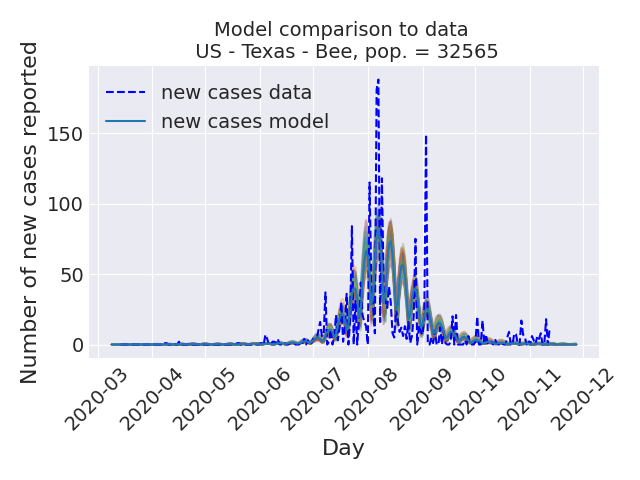 Model comparison to data
US - Texas - Bee, pop. = 32565
Number of new cases reported
new cases data
new cases model
150
100
50
0
2020-03
2020-04
2020-05
2020-06
2020-07
2020-08
2020-09
2020-10
2020-11
2020-12
Day